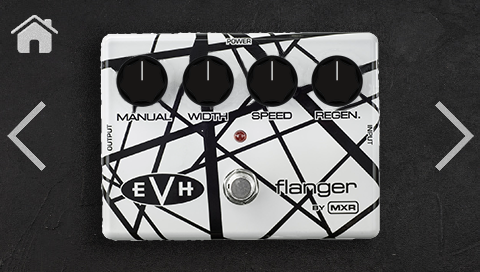 POWER
MANUAL WIDTH SPEED REGEN.
OUTPUT
INPUT
EVH
flanger
BY MXR